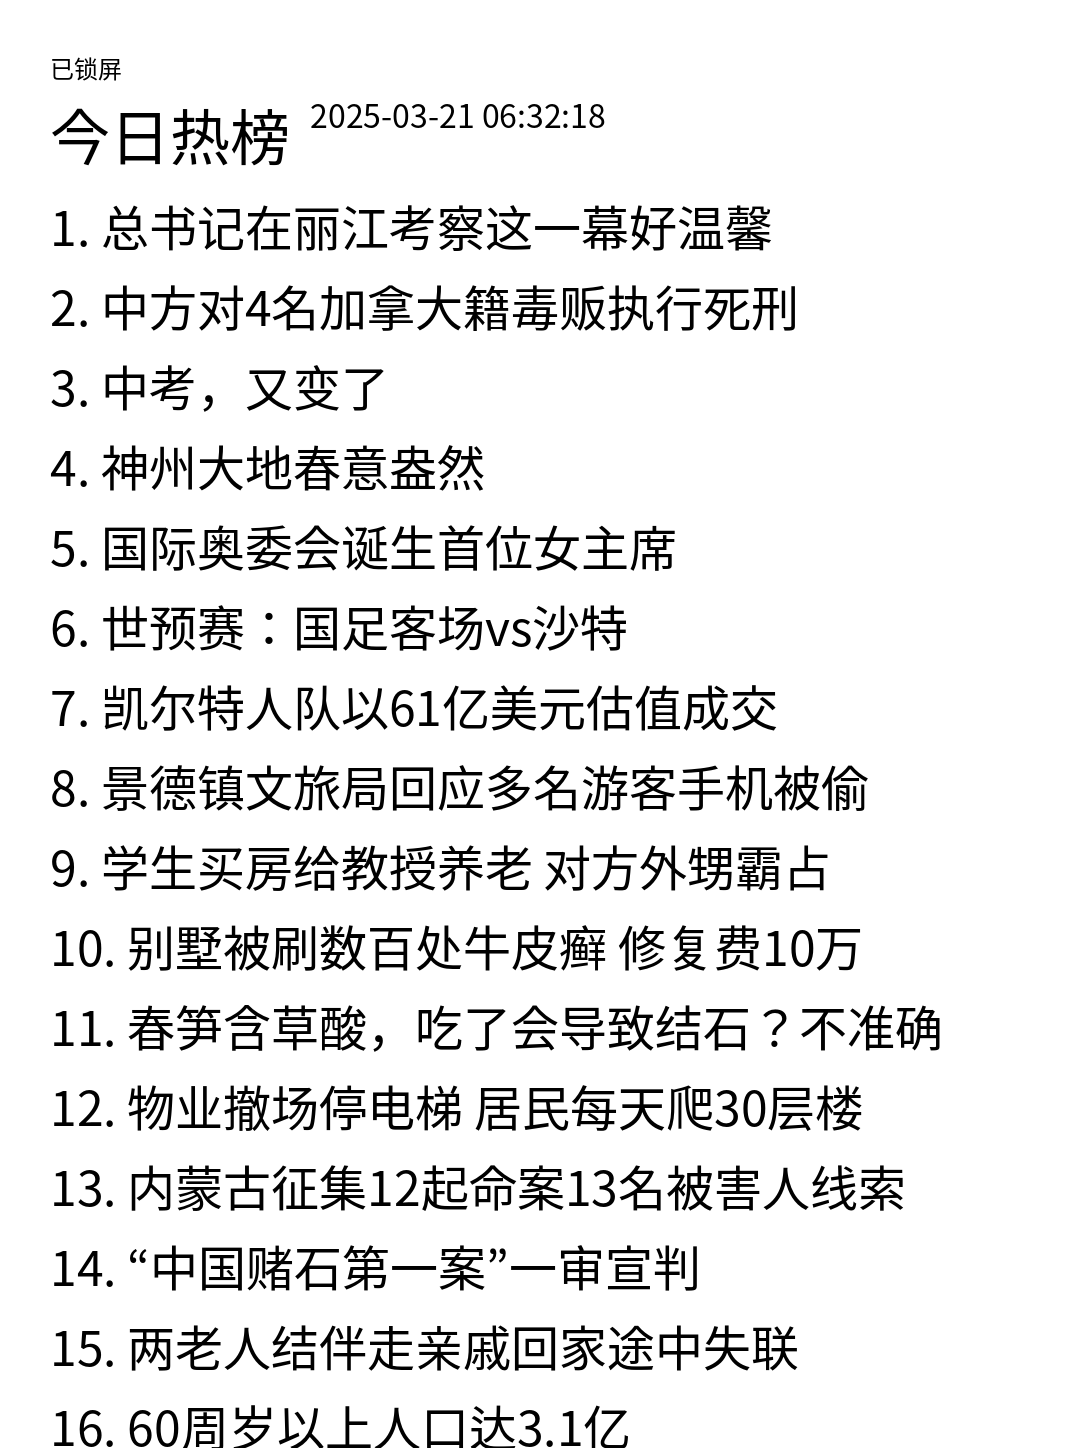 已锁屏
今日热榜 2025-03-21 06:32:18
1. 总书记在丽江考察这一幕好温馨
2. 中方对4名加拿大籍毒贩执行死刑
3. 中考，又变了
4. 神州大地春意盎然
5. 国际奥委会诞生首位女主席
6. 世预赛：国足客场vs沙特
7. 凯尔特人队以61亿美元估值成交
8. 景德镇文旅局回应多名游客手机被偷
9. 学生买房给教授养老 对方外甥霸占
10. 别墅被刷数百处牛皮癣 修复费10万
11. 春笋含草酸，吃了会导致结石？不准确
12. 物业撤场停电梯 居民每天爬30层楼
13. 内蒙古征集12起命案13名被害人线索
14. “中国赌石第一案”一审宣判
15. 两老人结伴走亲戚回家途中失联
16. 60周岁以上人口达3.1亿